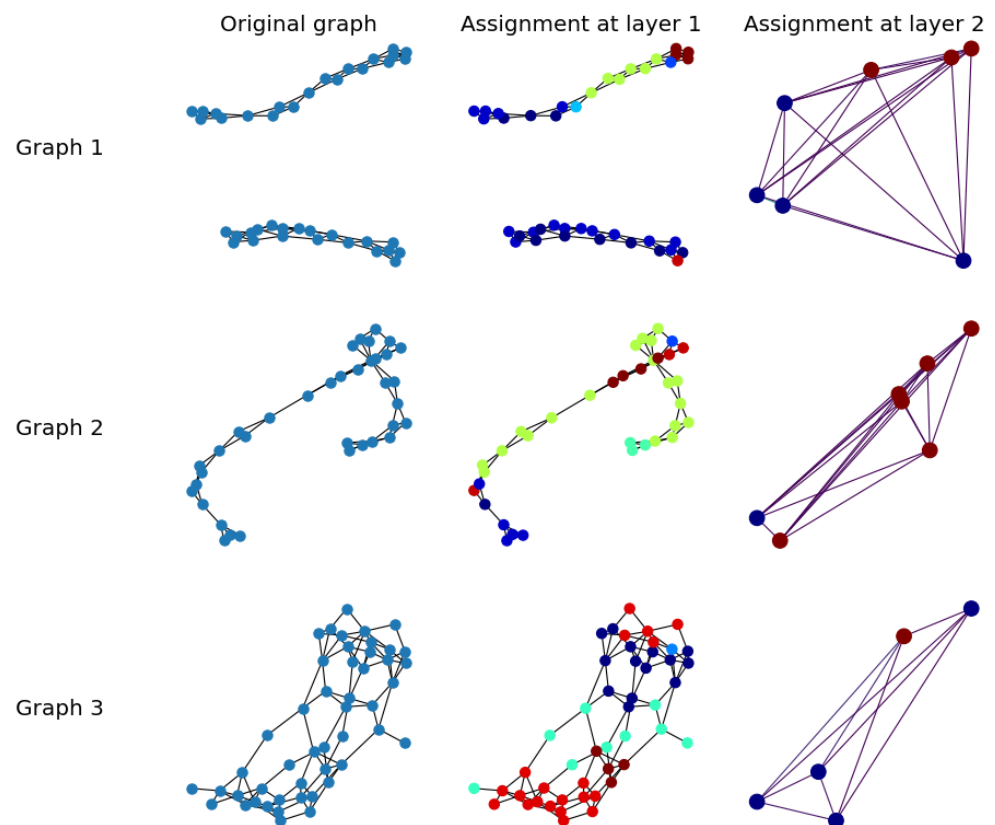 Original graph
Assignment at layer 1
Assignment at layer 2
Graph 1
Graph 2
Graph 3